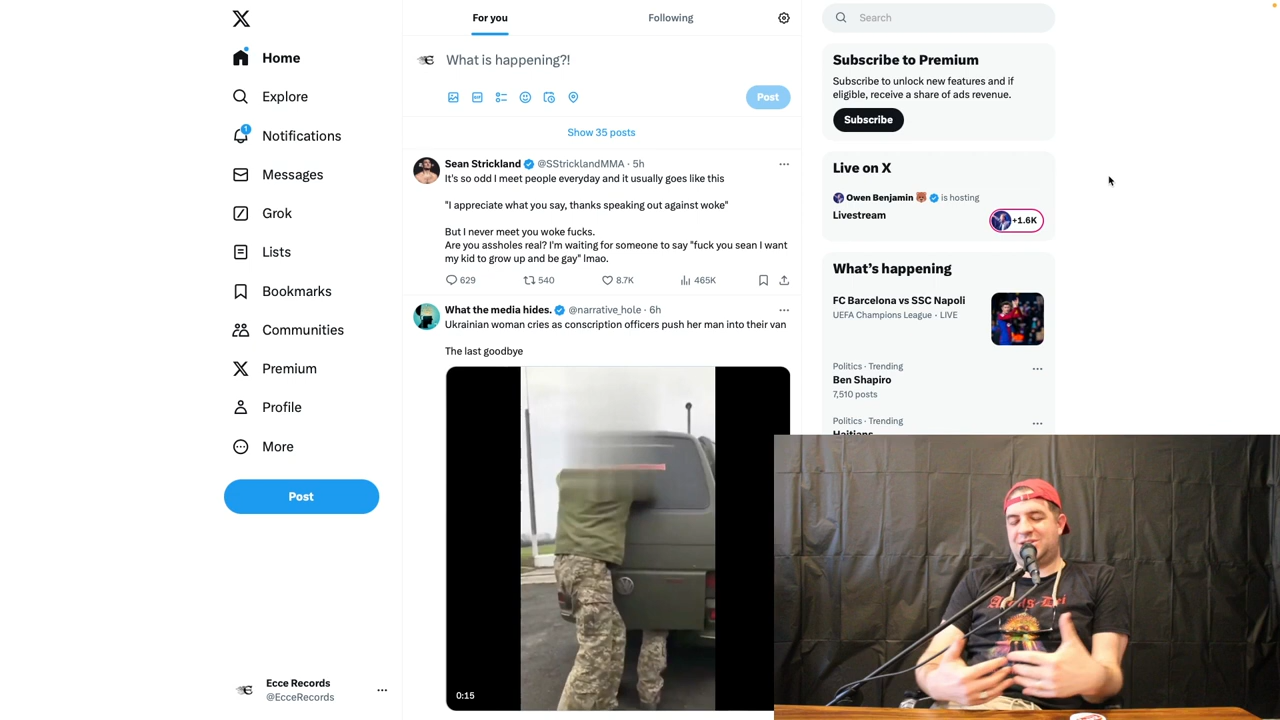 For you
Following
Search
Home
Explore
Notifications
1
Messages
Grok
Lists
Bookmarks
Communities
Premium
Profile
More
Post
Ecce Records
@EcceRecords
What is happening?!
GIF
Post
Show 35 posts
Sean Strickland @SStricklandMMA · 5h
It's so odd I meet people everyday and it usually goes like this
"I appreciate what you say, thanks speaking out against woke"
But I never meet you woke fucks.
Are you assholes real? I'm waiting for someone to say "fuck you sean I want
my kid to grow up and be gay" lmao.
629
540
8.7K
465K
What the media hides. @narrative_hole · 6h
Ukrainian woman cries as conscription officers push her man into their van
The last goodbye
0:15
Subscribe to Premium
Subscribe to unlock new features and if
eligible, receive a share of ads revenue.
Subscribe
Live on X
Owen Benjamin 🐻 is hosting
Livestream
+1.6K
What's happening
FC Barcelona vs SSC Napoli
UEFA Champions League · LIVE
Politics · Trending
Ben Shapiro
7,510 posts
Politics · Trending
Haitians